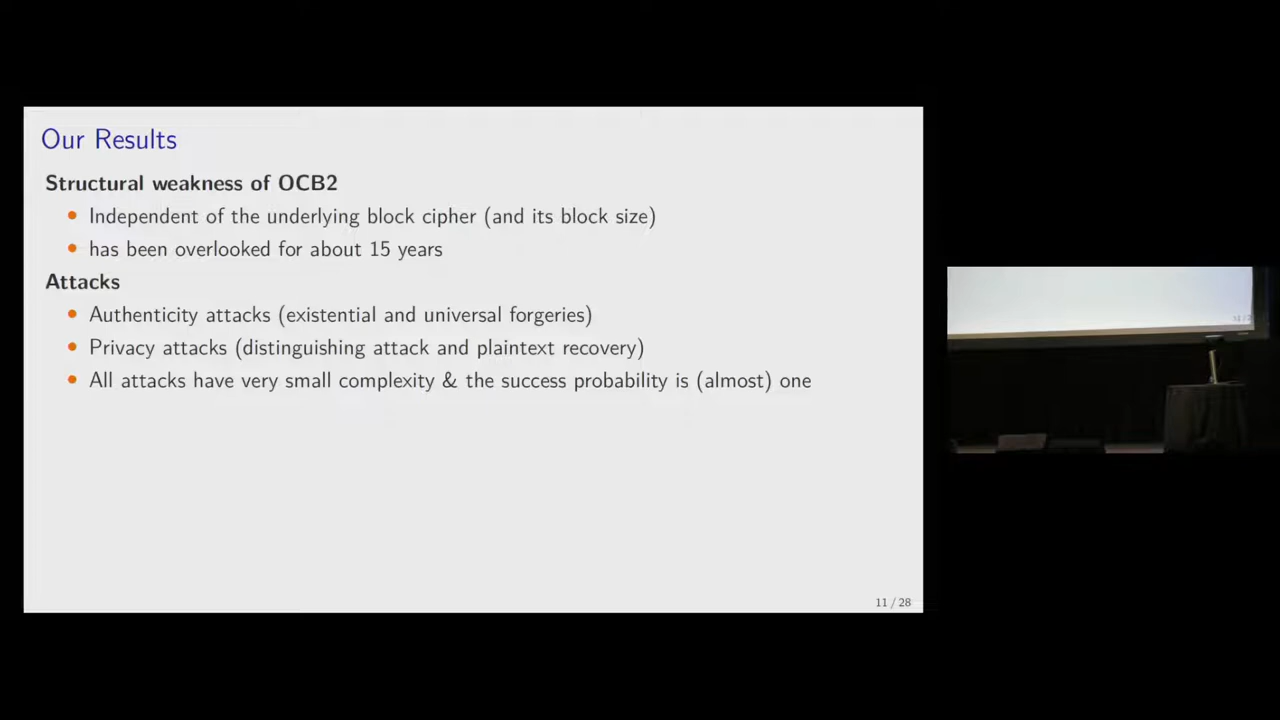 Our Results
Structural weakness of OCB2
• Independent of the underlying block cipher (and its block size)
• has been overlooked for about 15 years
Attacks
• Authenticity attacks (existential and universal forgeries)
• Privacy attacks (distinguishing attack and plaintext recovery)
• All attacks have very small complexity & the success probability is (almost) one
11 / 28